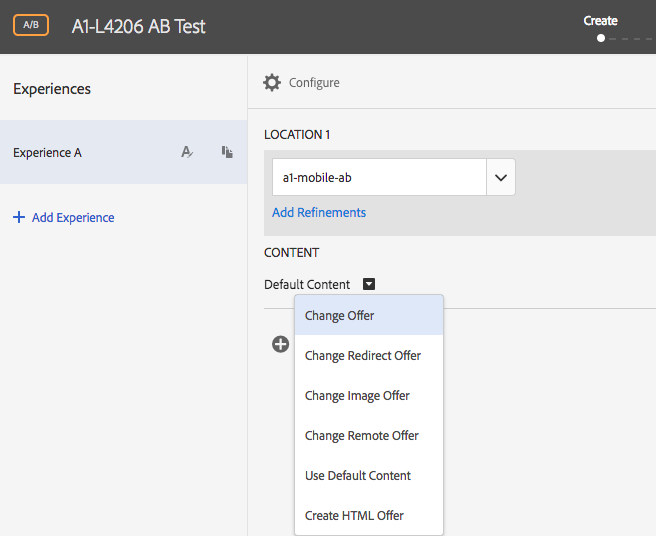 A/B A1-L4206 AB Test Create
Experiences
Configure
LOCATION 1
Experience A
a1-mobile-ab
Add Refinements
Add Experience
CONTENT
Default Content
Change Offer
Change Redirect Offer
Change Image Offer
Change Remote Offer
Use Default Content
Create HTML Offer